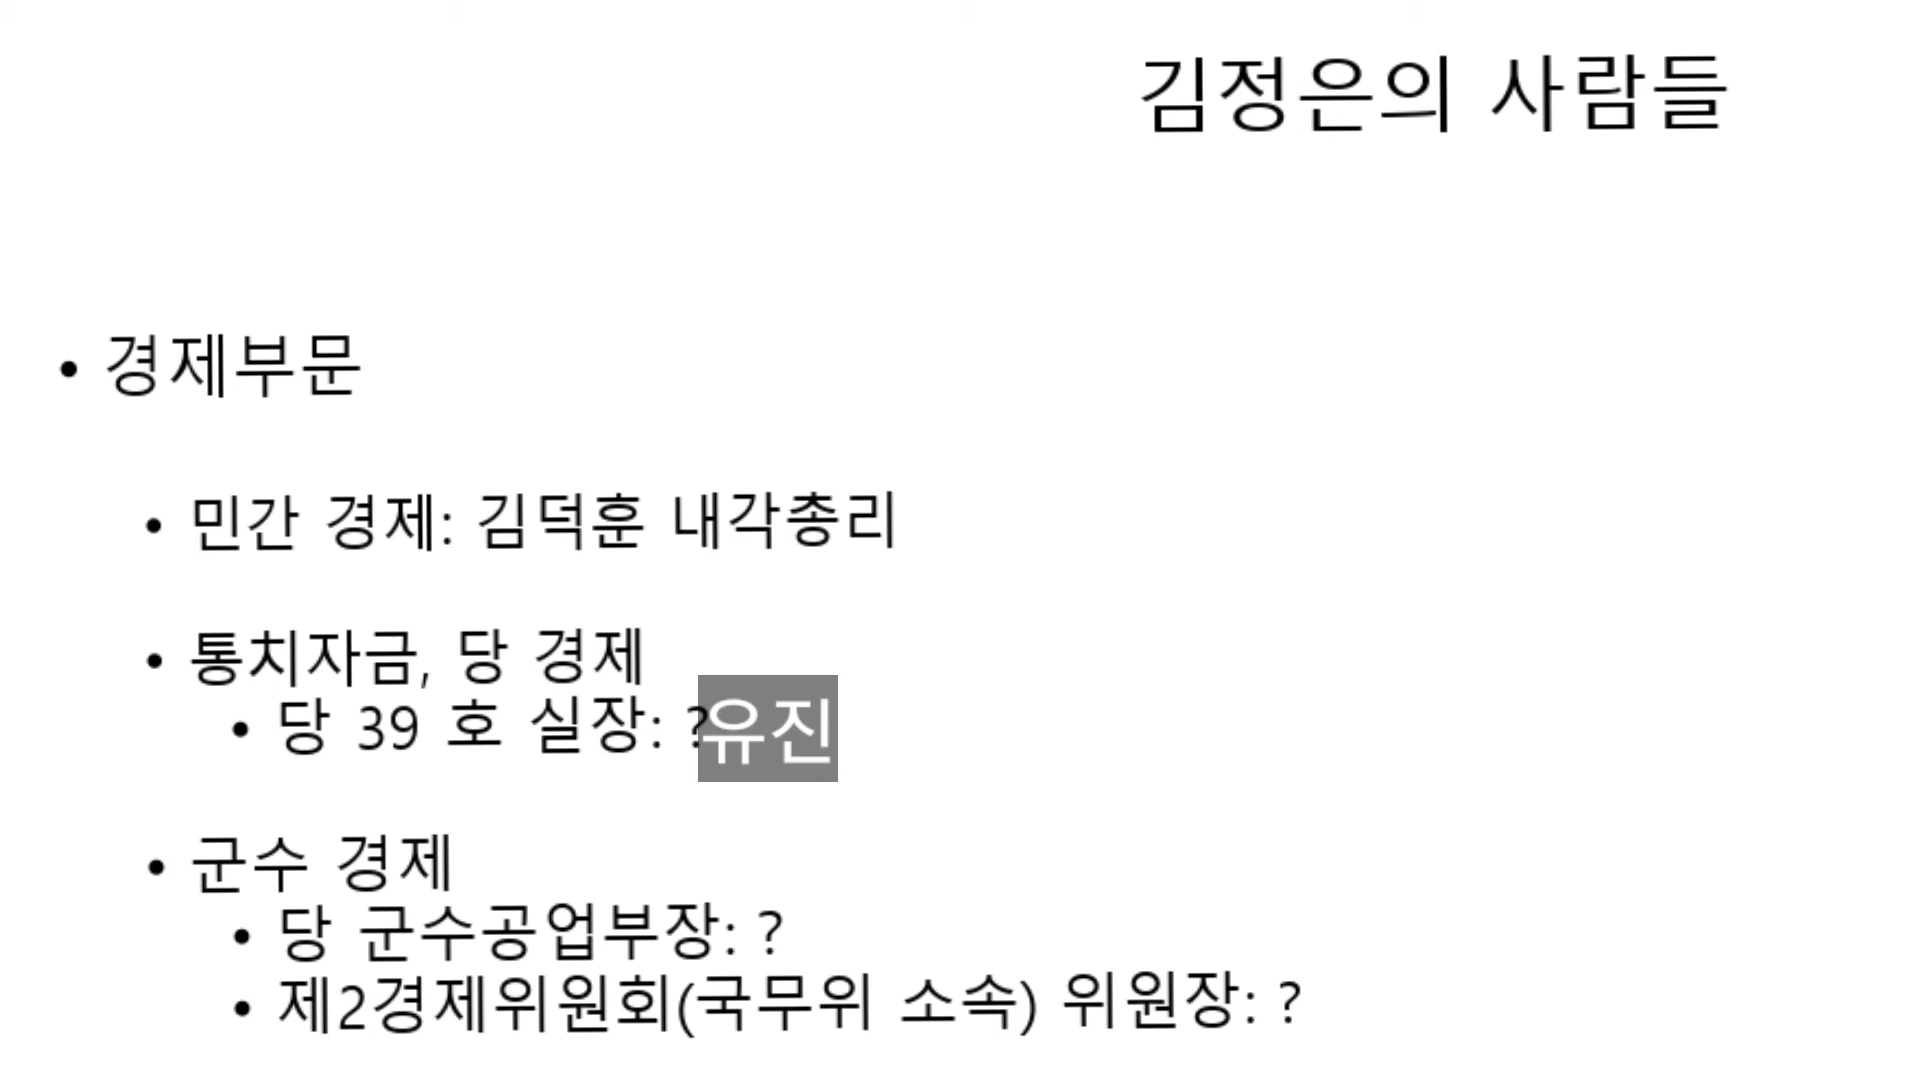 김정은의 사람들
• 경제부문
• 민간 경제: 김덕훈 내각총리
• 통치자금, 당 경제
• 당 39 호 실장: ?유진
• 군수 경제
• 당 군수공업부장: ?
• 제2경제위원회(국무위 소속) 위원장: ?